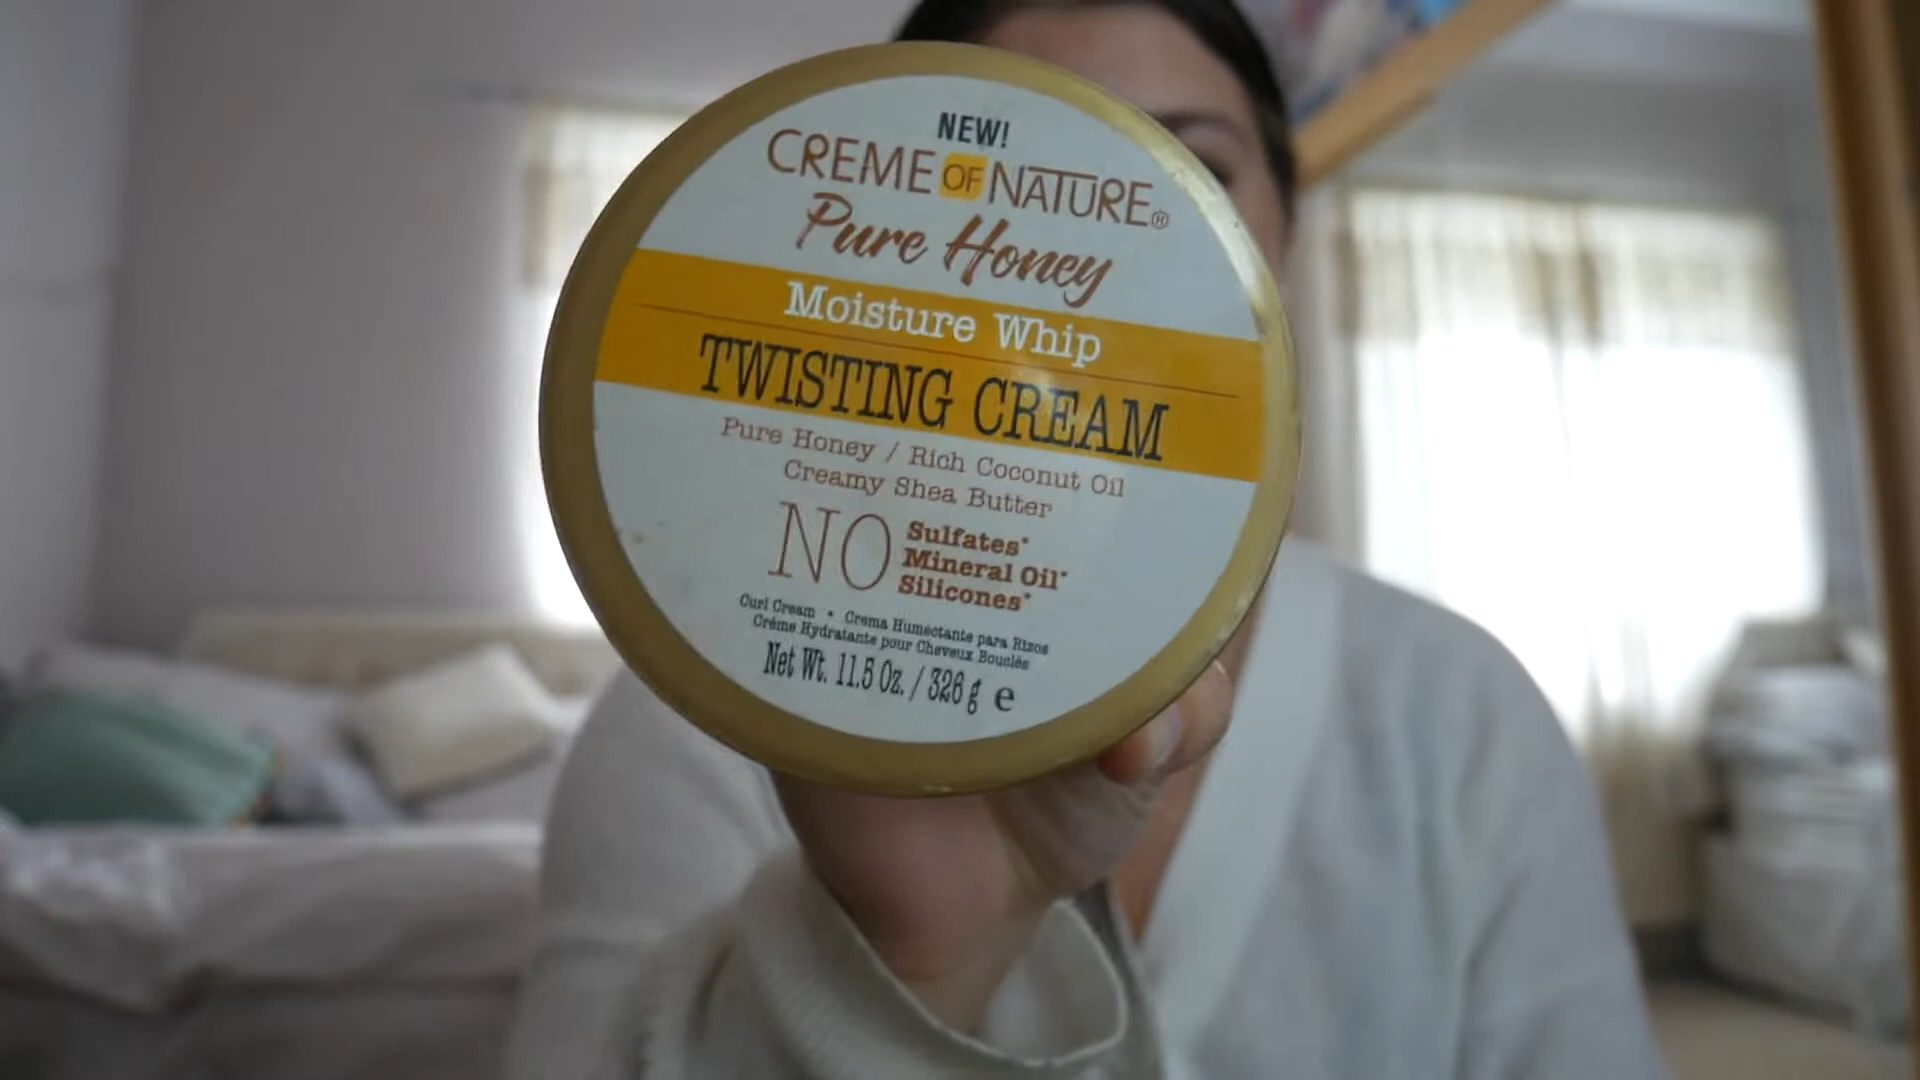 NEW!
CREME OF NATURE®
Pure Honey
Moisture Whip
TWISTING CREAM
Pure Honey / Rich Coconut Oil
Creamy Shea Butter
NO Sulfates*
Mineral Oil*
Silicones*
Curl Cream • Crema Humectante para Rizos
Crème Hydratante pour Cheveux Bouclés
Net Wt. 11.5 Oz. / 326 g e